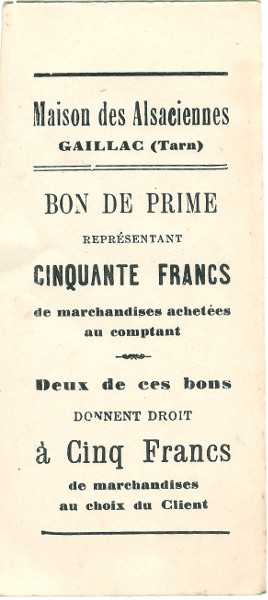 Maison des Alsaciennes
GAILLAC (Tarn)
BON DE PRIME
REPRÉSENTANT
CINQUANTE FRANCS
de marchandises achetées
au comptant
Deux de ces bons
DONNENT DROIT
à Cinq Francs
de marchandises
au choix du Client